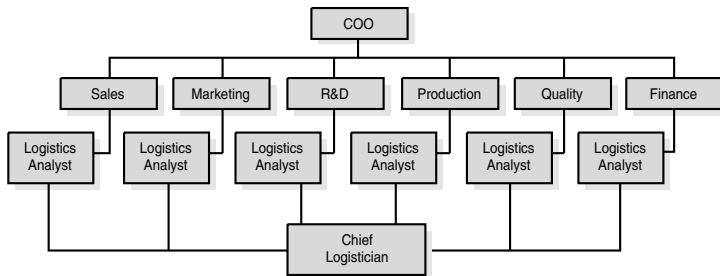 COO
Sales
Marketing
R&D
Production
Quality
Finance
Logistics
Analyst
Logistics
Analyst
Logistics
Analyst
Logistics
Analyst
Logistics
Analyst
Logistics
Analyst
Chief
Logistician